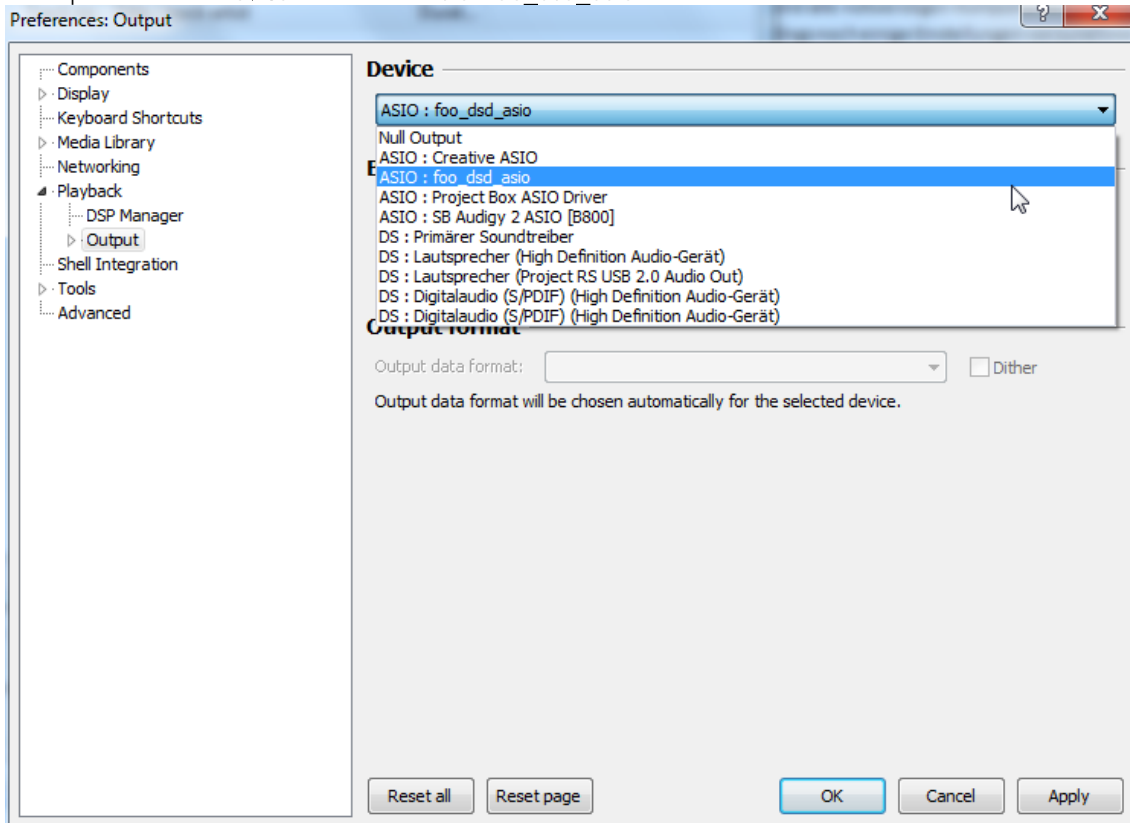 Preferences: Output
Components
Display
Keyboard Shortcuts
Media Library
Networking
Playback
DSP Manager
Output
Shell Integration
Tools
Advanced
Device
ASIO : foo_dsd_asio
Null Output
ASIO : Creative ASIO
ASIO : foo_dsd_asio
ASIO : Project Box ASIO Driver
ASIO : SB Audigy 2 ASIO [B800]
DS : Primärer Soundtreiber
DS : Lautsprecher (High Definition Audio-Gerät)
DS : Lautsprecher (Project RS USB 2.0 Audio Out)
DS : Digitalaudio (S/PDIF) (High Definition Audio-Gerät)
DS : Digitalaudio (S/PDIF) (High Definition Audio-Gerät)
Output format
Output data format:
Dither
Output data format will be chosen automatically for the selected device.
Reset all
Reset page
OK
Cancel
Apply